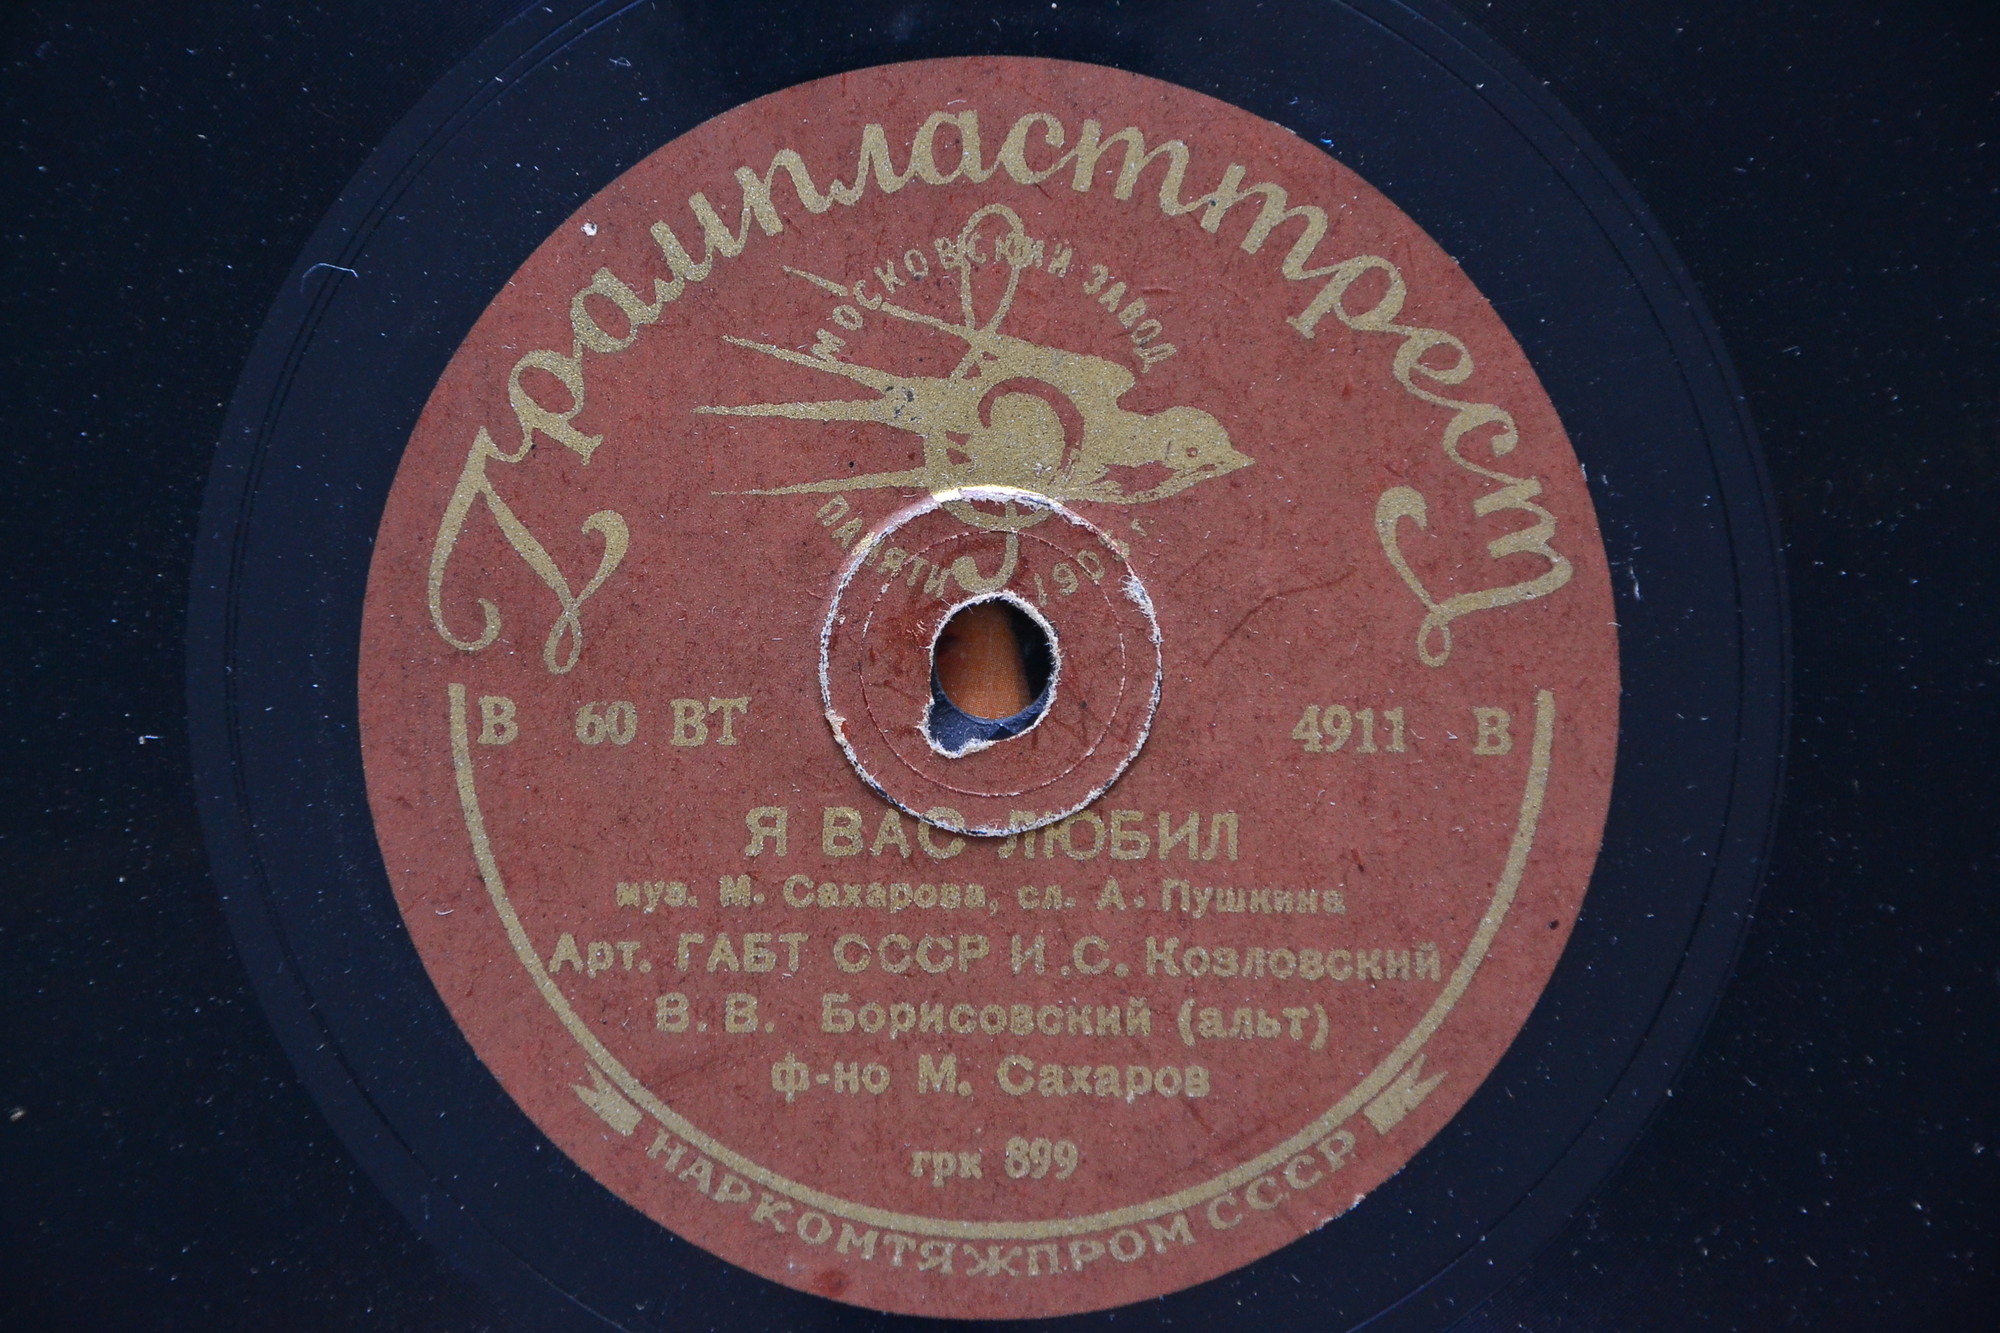 Грампласттрест
МОСКОВСКИЙ ЗАВОД
ПАМЯТИ 1905 г.
В 60 ВТ 4911 В
Я ВАС ЛЮБИЛ
муз. М. Сахарова, сл. А. Пушкина
Арт. ГАБТ СССР И.С. Козловский
В.В. Борисовский (альт)
ф-но М. Сахаров
грк 899
НАРКОМТЯЖПРОМ СССР